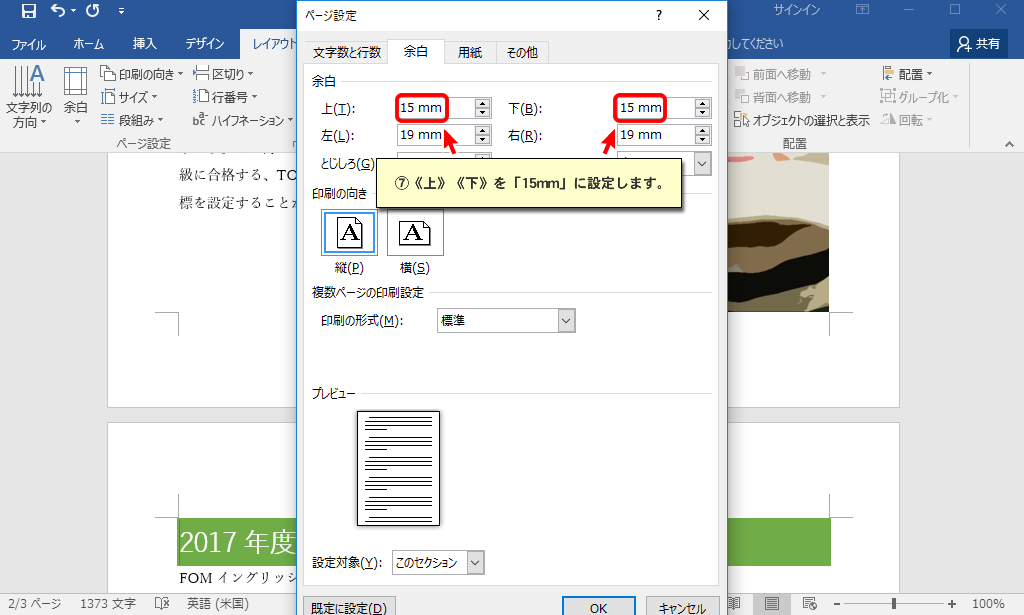 ページ設定
?
サインイン
ファイル
ホーム
挿入
デザイン
レイアウト
力してください
共有
文字列の
方向
余白
印刷の向き
サイズ
段組み
区切り
行番号
ハイフネーション
ページ設定
前面へ移動
背面へ移動
オブジェクトの選択と表示
配置
グループ化
回転
配置
文字数と行数
余白
用紙
その他
余白
上(T):
15 mm
下(B):
15 mm
左(L):
19 mm
右(R):
19 mm
とじしろ(G)
⑦《上》《下》を「15mm」に設定します。
印刷の向き
A
A
縦(P)
横(S)
複数ページの印刷設定
印刷の形式(M):
標準
プレビュー
設定対象(Y):
このセクション
既定に設定(D)
OK
キャンセル
級に合格する、TO
標を設定することか
2017 年度
FOM イングリッシ
2/3 ページ
1373 文字
英語 (米国)
100%